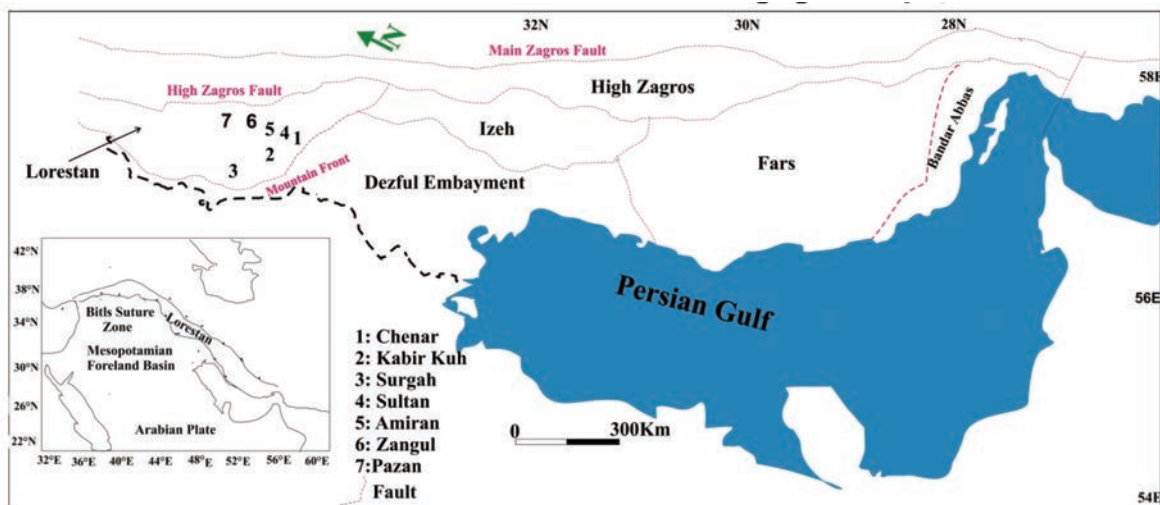 32N
30N
28N
N
Main Zagros Fault
58E
High Zagros Fault
High Zagros
7 6 5 4 1
2
3
Izeh
Bandar Abbas
Lorestan
Mountain Front
Dezful Embayment
Fars
42°N
38°N
34°N
30°N
26°N
22°N
Bitls Suture
Zone
Lorestan
Mesopotamian
Foreland Basin
Arabian Plate
32°E 36°E 40°E 44°E 48°E 52°E 56°E 60°E
Persian Gulf
56E
1: Chenar
2: Kabir Kuh
3: Surgah
4: Sultan
5: Amiran
6: Zangul
7:Pazan
Fault
0 300Km
54E